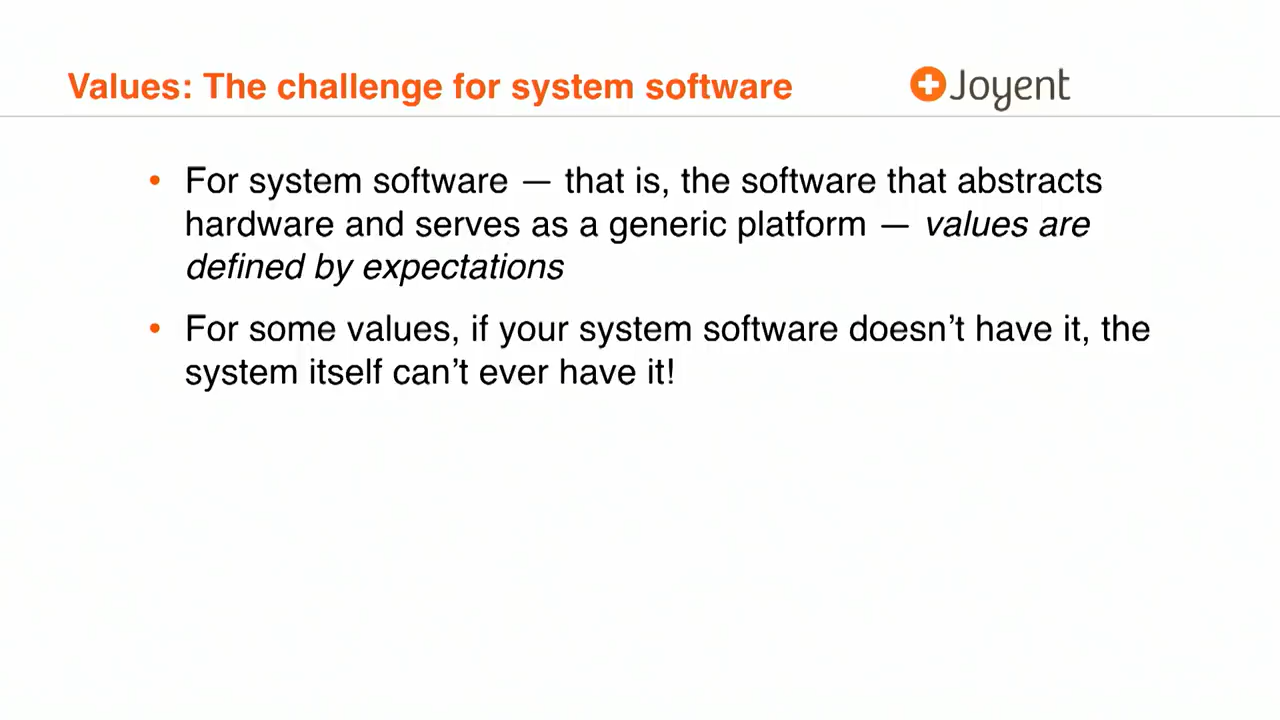 Values: The challenge for system software
Joyent
• For system software — that is, the software that abstracts
hardware and serves as a generic platform — values are
defined by expectations
• For some values, if your system software doesn’t have it, the
system itself can’t ever have it!